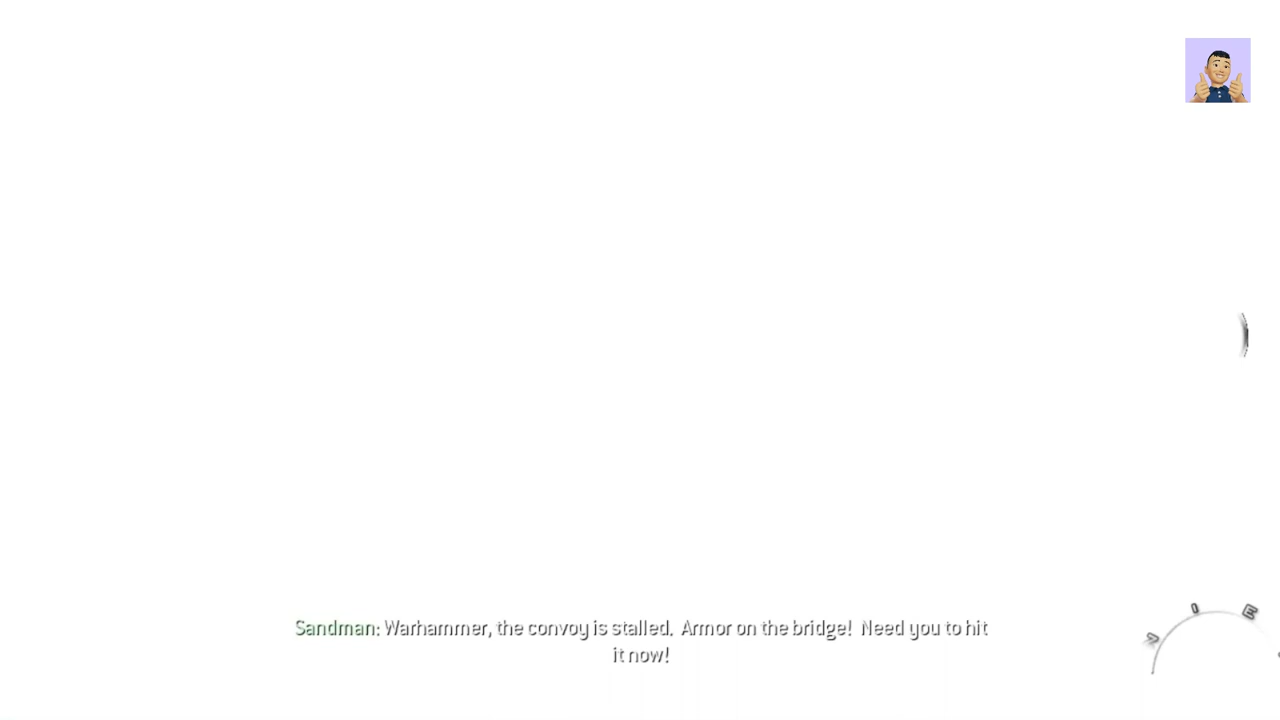 Sandman: Warhammer, the convoy is stalled.  Armor on the bridge!  Need you to hit
it now!
E